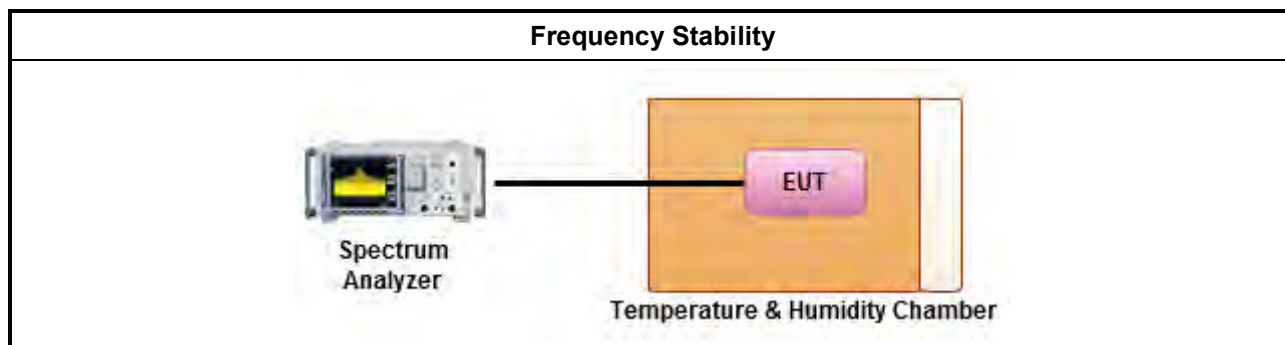 Frequency Stability
EUT
Spectrum
Analyzer
Temperature & Humidity Chamber